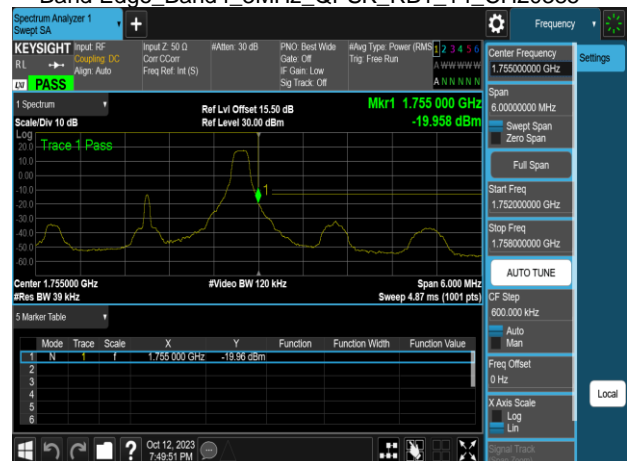 Spectrum Analyzer 1
Swept SA
+
Frequency
KEYSIGHT
RL
LXI
PASS
Input: RF
Coupling: DC
Align: Auto
Input Z: 50 Ω
Corr CCorr
Freq Ref: Int (S)
#Atten: 30 dB
PNO: Best Wide
Gate: Off
IF Gain: Low
Sig Track: Off
#Avg Type: Power (RMS)
Trig: Free Run
1 2 3 4 5 6
A W W W W W
A N N N N N
1 Spectrum
Scale/Div 10 dB
Ref Lvl Offset 15.50 dB
Ref Level 30.00 dBm
Mkr1 1.755 000 GHz
-19.958 dBm
Log
Trace 1 Pass
20.0
10.0
0.00
-10.0
-20.0
-30.0
-40.0
-50.0
-60.0
1
Center 1.755000 GHz
#Res BW 39 kHz
#Video BW 120 kHz
Span 6.000 MHz
Sweep 4.87 ms (1001 pts)
5 Marker Table
Mode Trace Scale X Y Function Function Width Function Value
1 N 1 f 1.755 000 GHz -19.96 dBm
2
3
4
5
6
?
Oct 12, 2023
7:49:51 PM
Center Frequency
1.755000000 GHz
Settings
Span
6.00000000 MHz
Swept Span
Zero Span
Full Span
Start Freq
1.752000000 GHz
Stop Freq
1.758000000 GHz
AUTO TUNE
CF Step
600.000 kHz
Auto
Man
Freq Offset
0 Hz
X Axis Scale
Log
Lin
Local
Signal Track